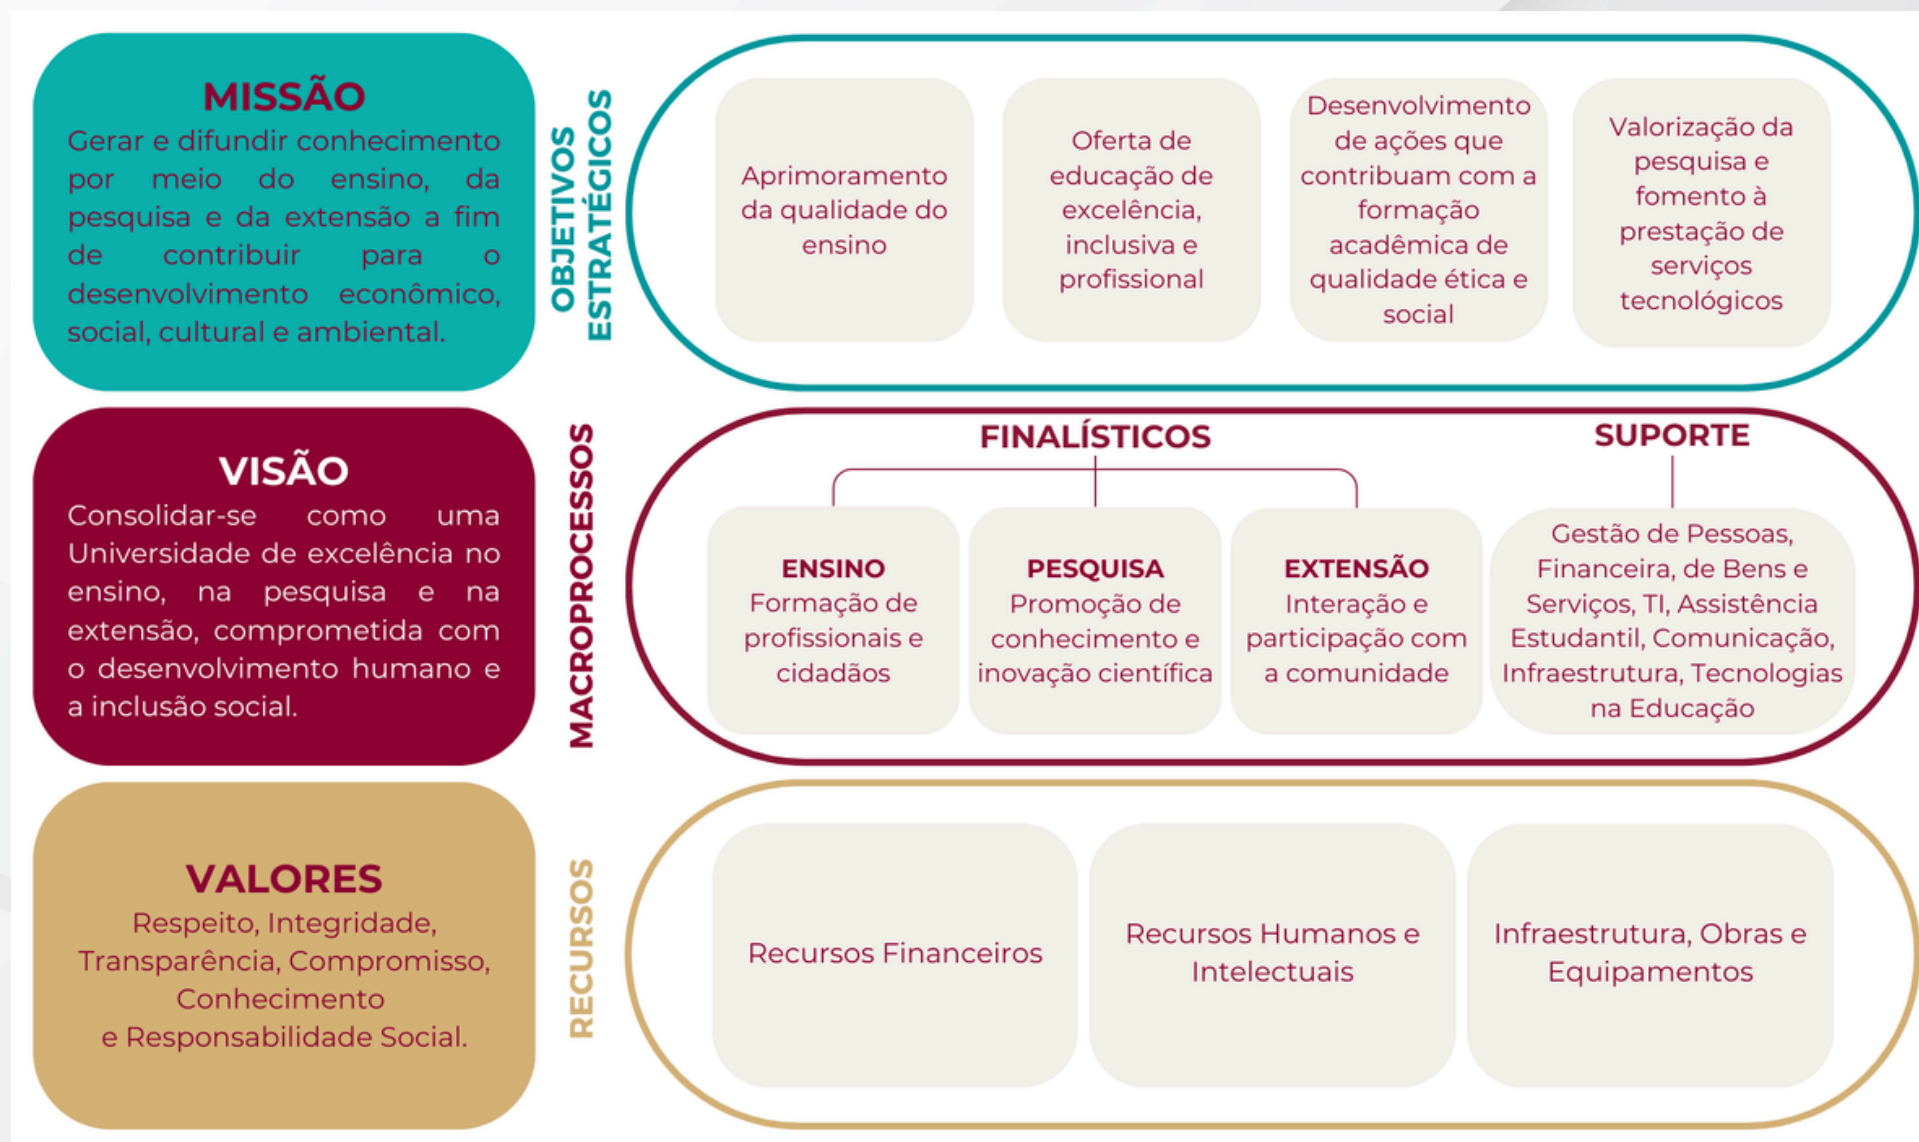 MISSÃO
Gerar e difundir conhecimento
por meio do ensino, da
pesquisa e da extensão a fim
de contribuir para o
desenvolvimento econômico,
social, cultural e ambiental.
OBJETIVOS
ESTRATÉGICOS
Aprimoramento
da qualidade do
ensino
Oferta de
educação de
excelência,
inclusiva e
profissional
Desenvolvimento
de ações que
contribuam com a
formação
acadêmica de
qualidade ética e
social
Valorização da
pesquisa e
fomento à
prestação de
serviços
tecnológicos
VISÃO
Consolidar-se como uma
Universidade de excelência no
ensino, na pesquisa e na
extensão, comprometida com
o desenvolvimento humano e
a inclusão social.
MACROPROCESSOS
FINALÍSTICOS
ENSINO
Formação de
profissionais e
cidadãos
PESQUISA
Promoção de
conhecimento e
inovação científica
EXTENSÃO
Interação e
participação com
a comunidade
SUPORTE
Gestão de Pessoas,
Financeira, de Bens e
Serviços, TI, Assistência
Estudantil, Comunicação,
Infraestrutura, Tecnologias
na Educação
VALORES
Respeito, Integridade,
Transparência, Compromisso,
Conhecimento
e Responsabilidade Social.
RECURSOS
Recursos Financeiros
Recursos Humanos e
Intelectuais
Infraestrutura, Obras e
Equipamentos